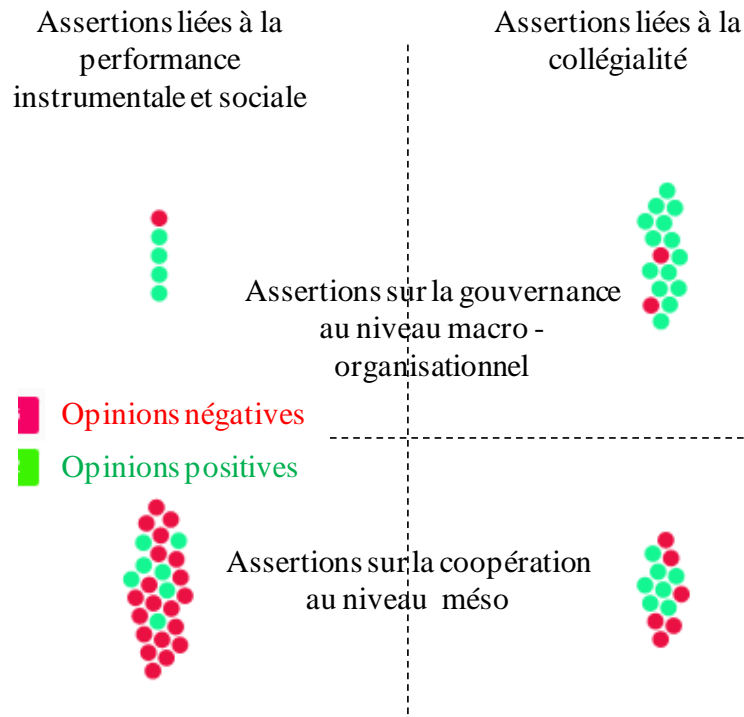 Assertions liées à la
performance
instrumentale et sociale
Assertions liées à la
collégialité
Assertions sur la gouvernance
au niveau macro -
organisationnel
Opinions négatives
Opinions positives
Assertions sur la coopération
au niveau méso